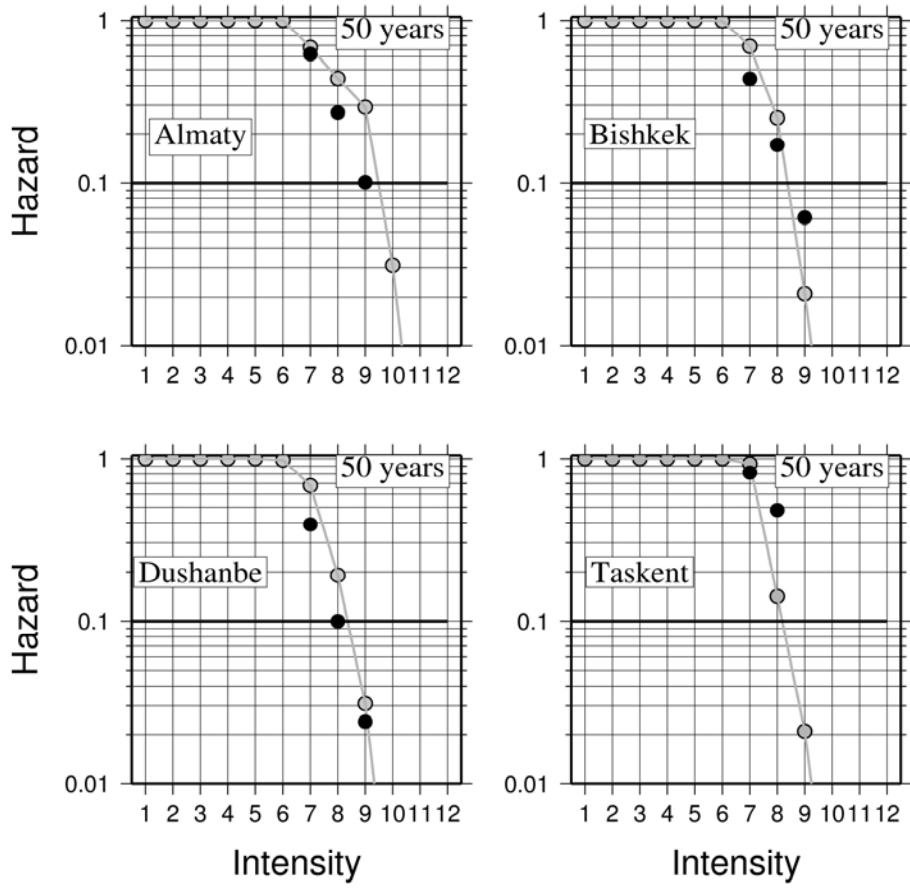 1
50 years
Almaty
Hazard
0.1
0.01
1 2 3 4 5 6 7 8 9 10 11 12
1
50 years
Bishkek
0.1
0.01
1 2 3 4 5 6 7 8 9 10 11 12
1
50 years
Dushanbe
Hazard
0.1
0.01
1 2 3 4 5 6 7 8 9 10 11 12
Intensity
1
50 years
Taskent
0.1
0.01
1 2 3 4 5 6 7 8 9 10 11 12
Intensity